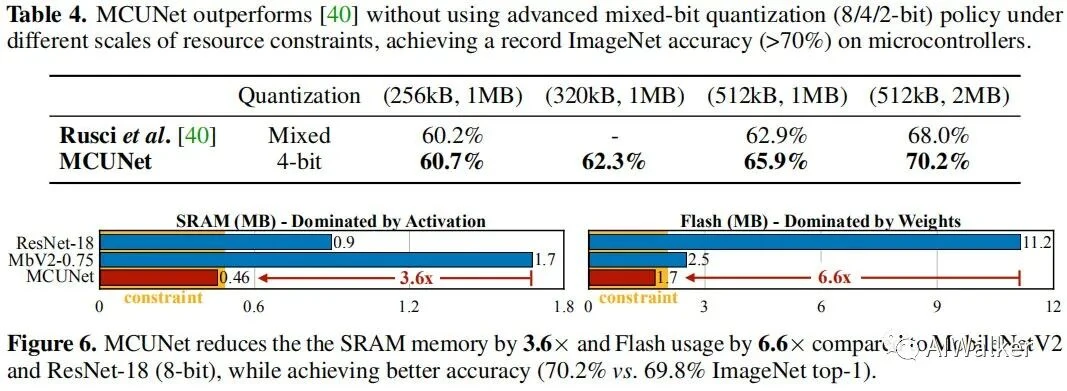 Table 4. MCUNet outperforms [40] without using advanced mixed-bit quantization (8/4/2-bit) policy under
different scales of resource constraints, achieving a record ImageNet accuracy (>70%) on microcontrollers.
Quantization (256kB, 1MB) (320kB, 1MB) (512kB, 1MB) (512kB, 2MB)
Rusci et al. [40] Mixed 60.2% - 62.9% 68.0%
MCUNet 4-bit 60.7% 62.3% 65.9% 70.2%
SRAM (MB) - Dominated by Activation
ResNet-18 0.9
MbV2-0.75 1.7
MCUNet 0.46 3.6x
constraint
0 0.6 1.2 1.8
Flash (MB) - Dominated by Weights
11.2
2.5
1.7 6.6x
constraint
0 3 6 9 12
Figure 6. MCUNet reduces the the SRAM memory by 3.6× and Flash usage by 6.6× compared to MobileNetV2
and ResNet-18 (8-bit), while achieving better accuracy (70.2% vs. 69.8% ImageNet top-1).
AIWalker